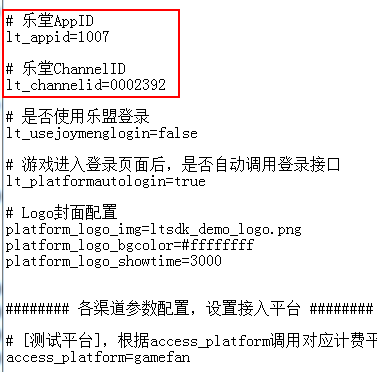 # 乐堂AppID
lt_appid=1007
# 乐堂ChannelID
lt_channelid=0002392
# 是否使用乐盟登录
lt_usejoymenglogin=false
# 游戏进入登录页面后，是否自动调用登录接口
lt_platformautologin=true
# Logo封面配置
platform_logo_img=ltsdk_demo_logo.png
platform_logo_bgcolor=#ffffffff
platform_logo_showtime=3000
######## 各渠道参数配置，设置接入平台 ########
# [测试平台]，根据access_platform调用对应计费平
access_platform=gamefan